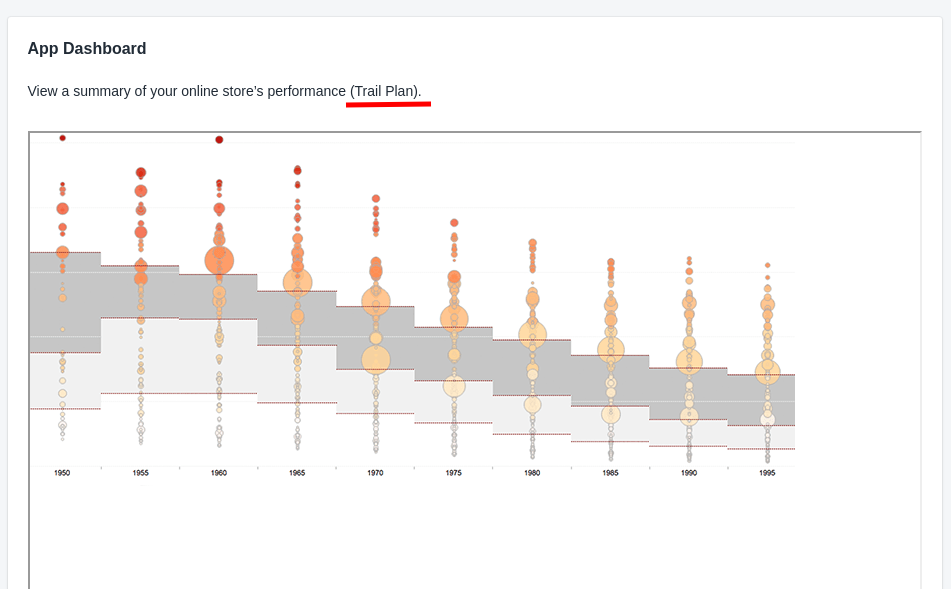 App Dashboard
View a summary of your online store's performance (Trail Plan).
1950 1955 1960 1965 1970 1975 1980 1985 1990 1995